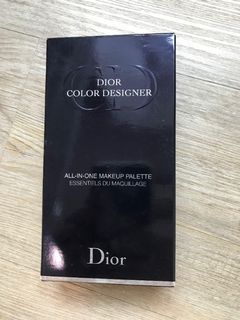 DIOR
COLOR DESIGNER
ALL-IN-ONE MAKEUP PALETTE
ESSENTIELS DU MAQUILLAGE
Dior